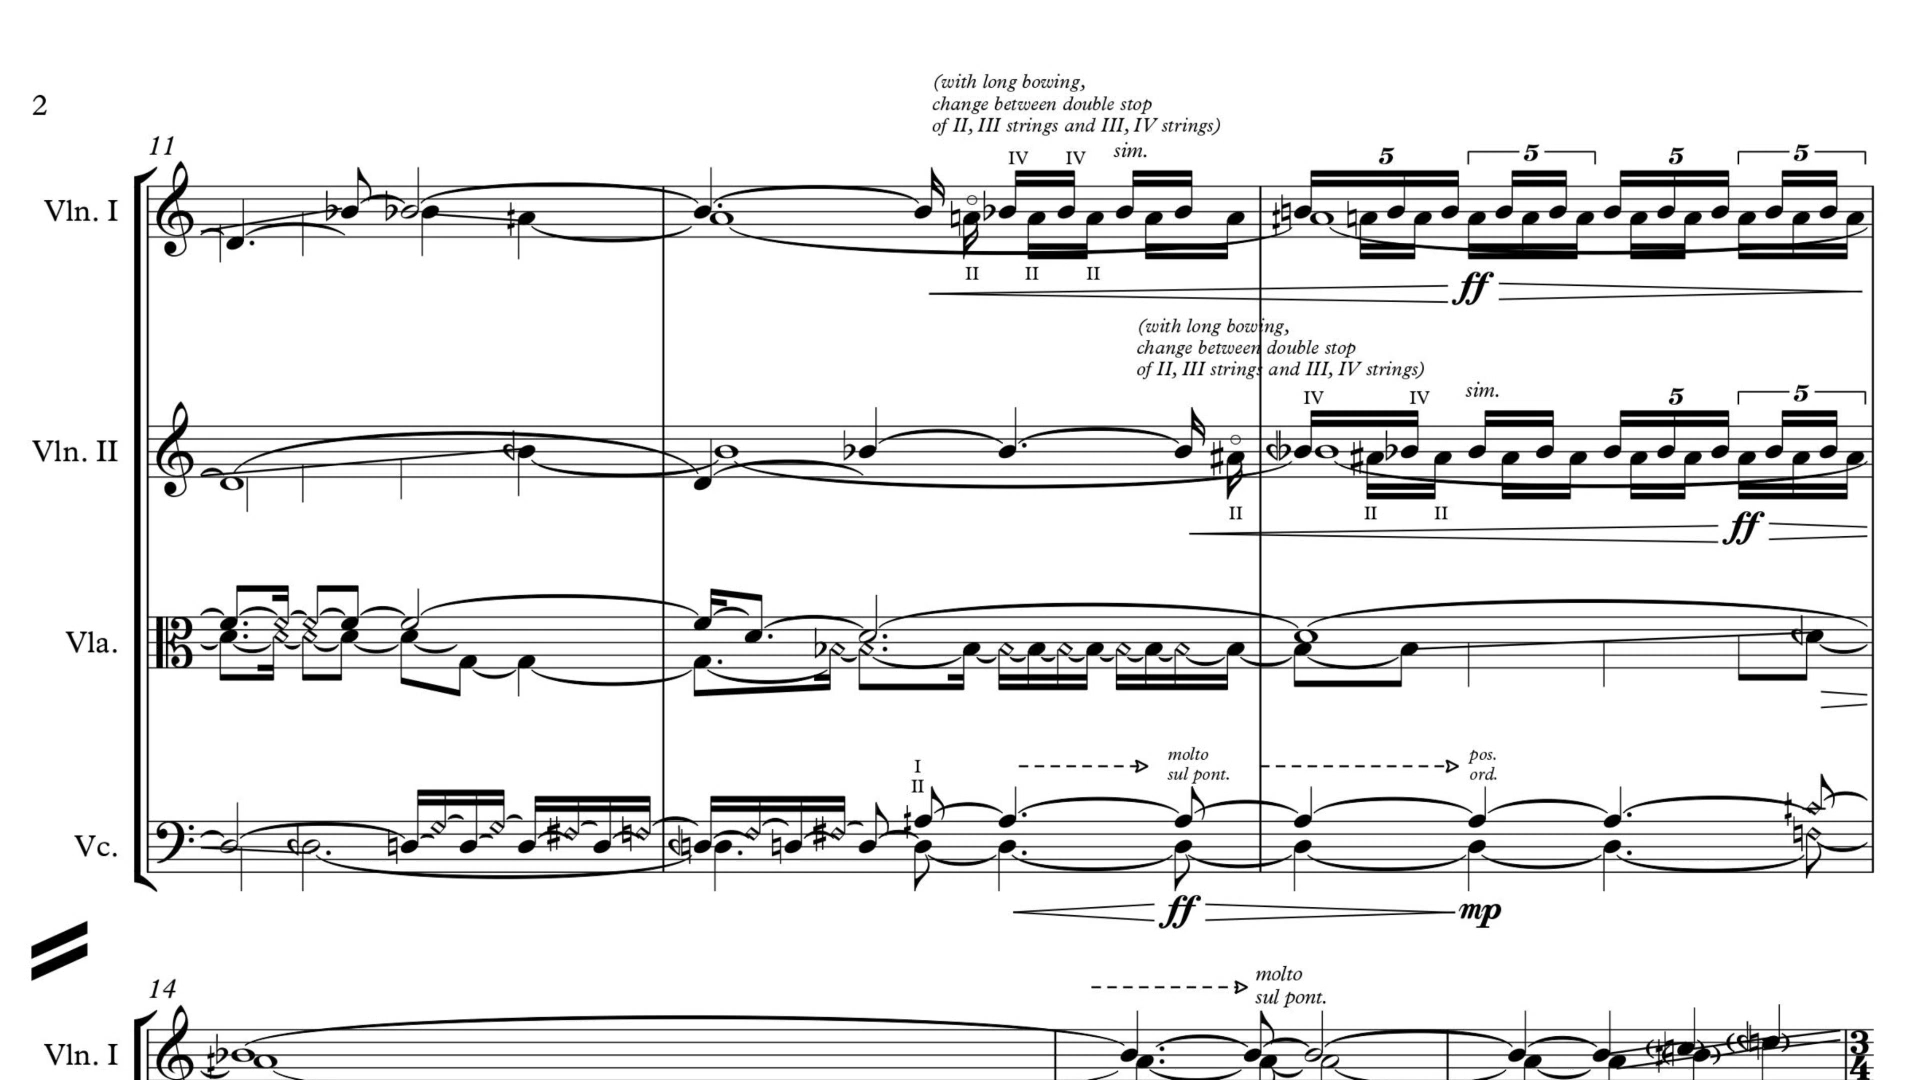 2
(with long bowing,
change between double stop
of II, III strings and III, IV strings)
11
IV IV sim. 5 5 5 5
Vln. I
II II II
ff
(with long bowing,
change between double stop
of II, III strings and III, IV strings)
IV IV sim. 5 5
Vln. II
II II II
ff
Vla.
I
II
molto
sul pont.
pos.
ord.
Vc.
ff mp
14
molto
sul pont.
Vln. I
3
4